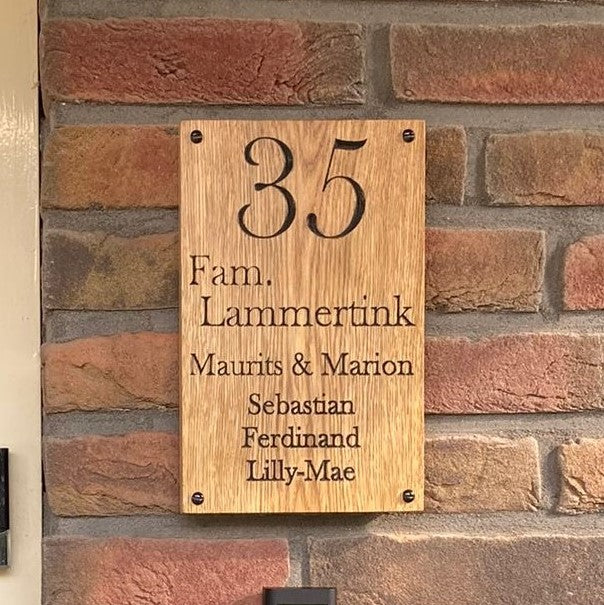 35
Fam.
Lammertink
Maurits & Marion
Sebastian
Ferdinand
Lilly-Mae